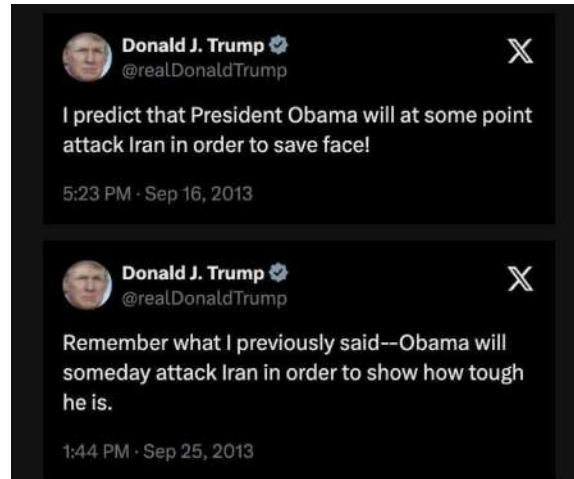 Donald J. Trump
@realDonaldTrump
I predict that President Obama will at some point
attack Iran in order to save face!
5:23 PM · Sep 16, 2013
Donald J. Trump
@realDonaldTrump
Remember what I previously said--Obama will
someday attack Iran in order to show how tough
he is.
1:44 PM · Sep 25, 2013